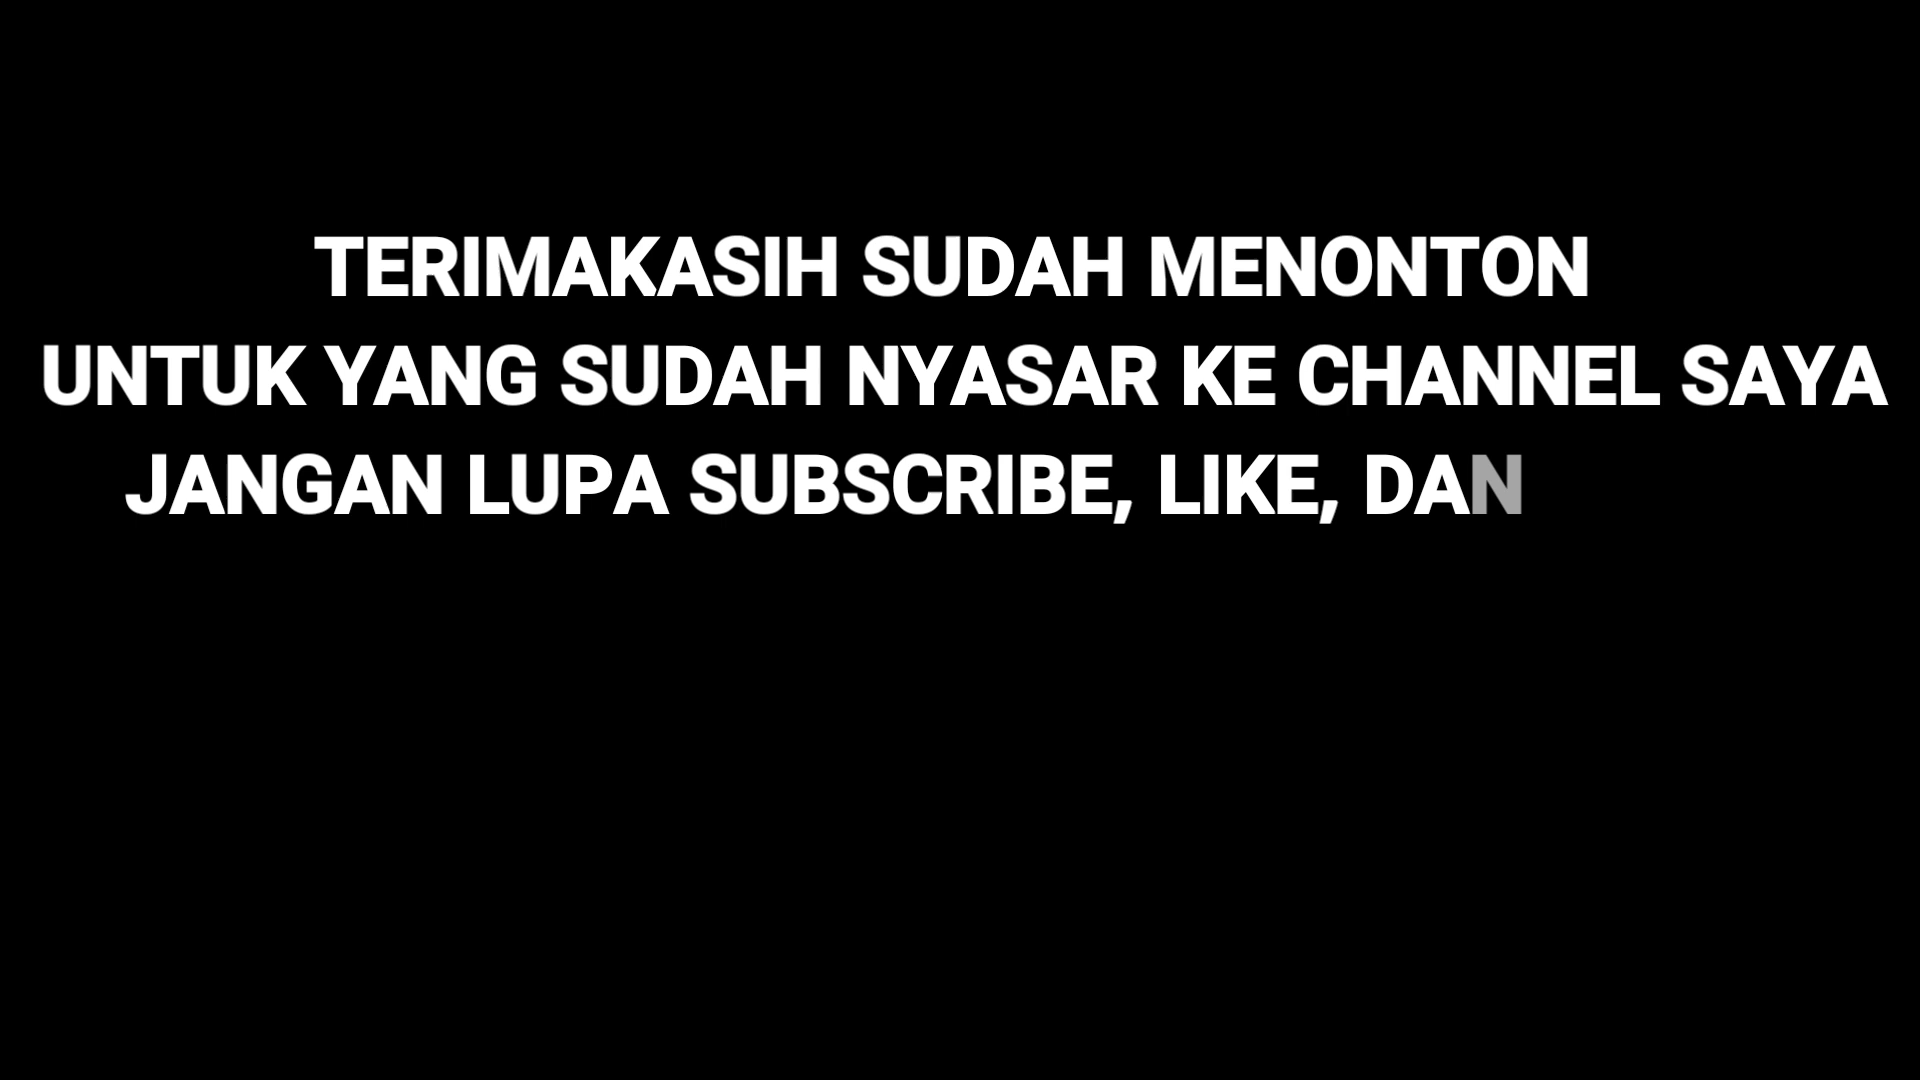 TERIMAKASIH SUDAH MENONTON
UNTUK YANG SUDAH NYASAR KE CHANNEL SAYA
JANGAN LUPA SUBSCRIBE, LIKE, DAN